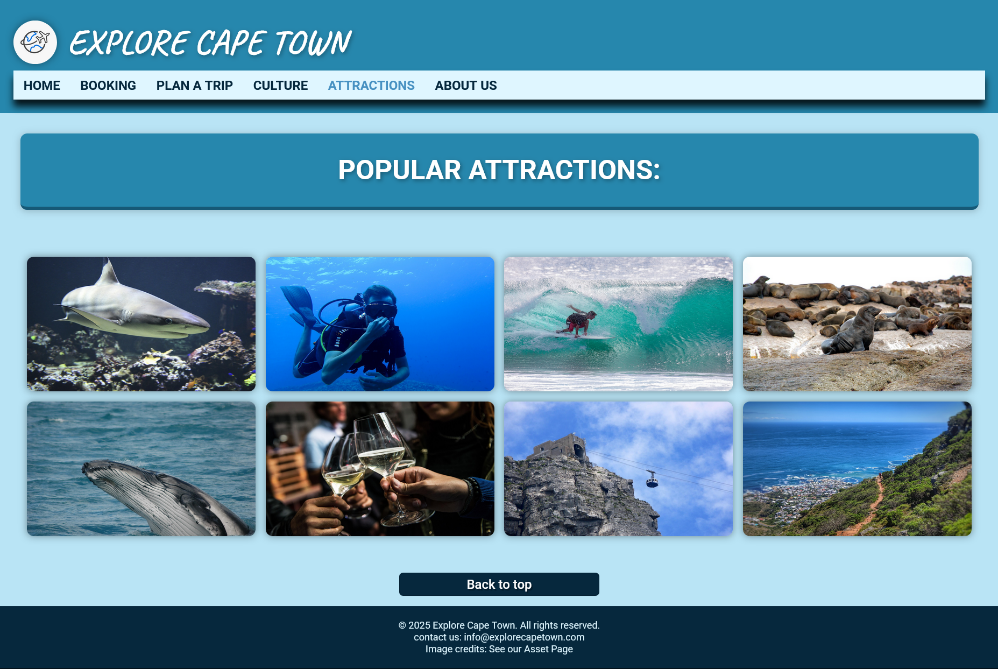 EXPLORE CAPE TOWN
HOME BOOKING PLAN A TRIP CULTURE ATTRACTIONS ABOUT US
POPULAR ATTRACTIONS:
Back to top
© 2025 Explore Cape Town. All rights reserved.
contact us: info@explorecapetown.com
Image credits: See our Asset Page